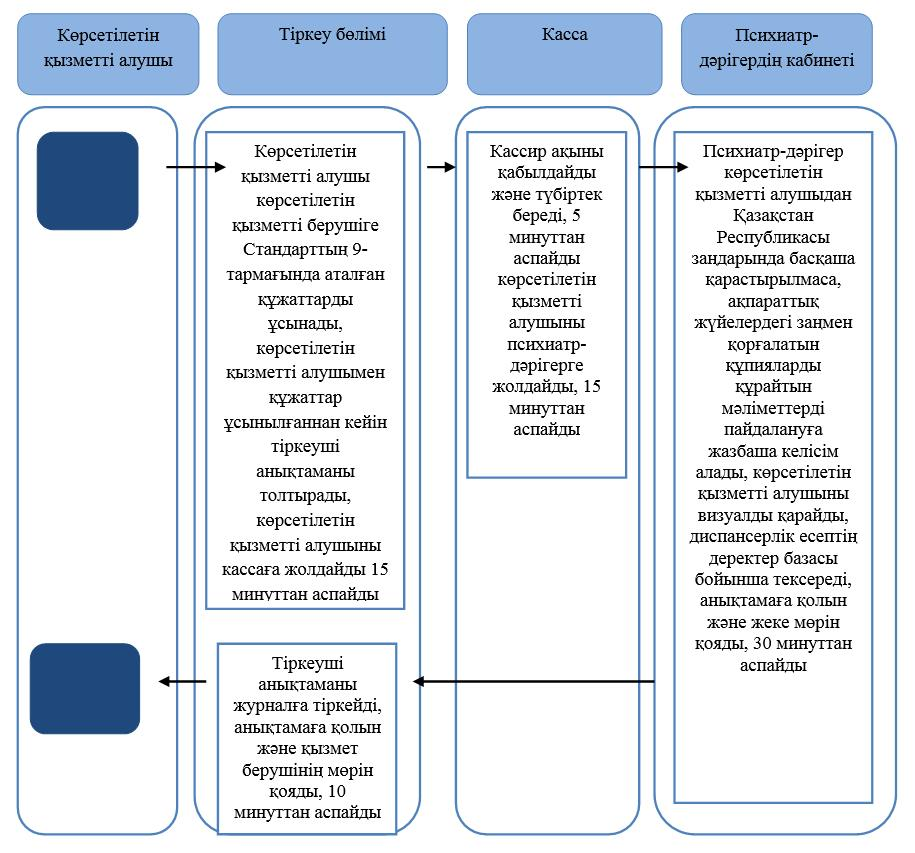 Көрсетілетін
қызметті алушы
Тіркеу бөлімі
Касса
Психиатр-
дәрігердің кабинеті
Көрсетілетін
қызметті алушы
көрсетілетін
қызметті берушіге
Стандарттың 9-
тармағында аталған
құжаттарды
ұсынады,
көрсетілетін
қызметті алушымен
құжаттар
ұсынылғаннан кейін
тіркеуші
анықтаманы
толтырады,
көрсетілетін
қызметті алушыны
кассаға жолдайды 15
минуттан аспайды
Кассир ақыны
қабылдайды
және түбіртек
береді, 5
минуттан
аспайды
көрсетілетін
қызметті
алушыны
психиатр-
дәрігерге
жолдайды, 15
минуттан
аспайды
Психиатр-дәрігер
көрсетілетін
қызметті алушыдан
Қазақстан
Республикасы
заңдарында басқаша
қарастырылмаса,
ақпараттық
жүйелердегі заңмен
қорғалатын
құпияларды
құрайтын
мәліметтерді
пайдалануға
жазбаша келісім
алады, көрсетілетін
қызметті алушыны
визуалды қарайды,
диспансерлік есептің
деректер базасы
бойынша тексереді,
анықтамаға қолын
және жеке мөрін
қояды, 30 минуттан
аспайды
Тіркеуші
анықтаманы
журналға тіркейді,
анықтамаға қолын
және қызмет
берушінің мөрін
қояды, 10
минуттан аспайды